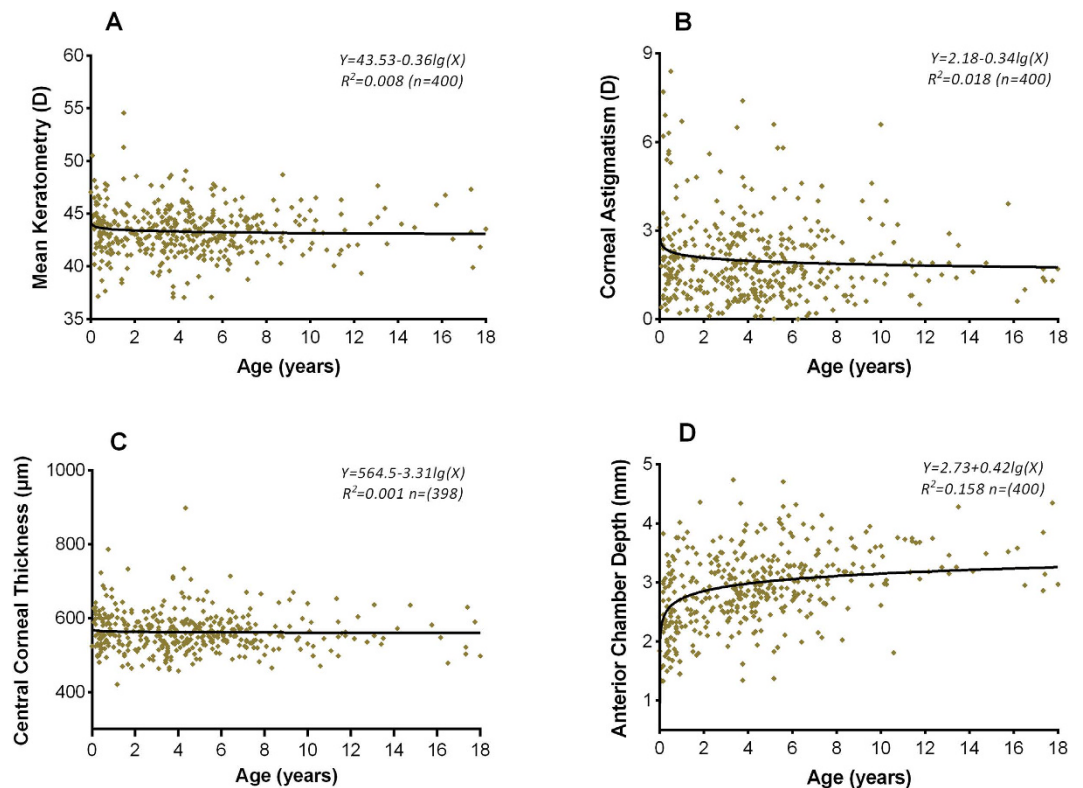 A
Y=43.53-0.36lg(X)
R²=0.008 (n=400)
60
55
50
45
40
35
Mean Keratometry (D)
0 2 4 6 8 10 12 14 16 18
Age (years)
B
Y=2.18-0.34lg(X)
R²=0.018 (n=400)
9
6
3
0
Corneal Astigmatism (D)
0 2 4 6 8 10 12 14 16 18
Age (years)
C
Y=564.5-3.31lg(X)
R²=0.001 n=(398)
1000
800
600
400
Central Corneal Thickness (μm)
0 2 4 6 8 10 12 14 16 18
Age (years)
D
Y=2.73+0.42lg(X)
R²=0.158 n=(400)
5
4
3
2
1
Anterior Chamber Depth (mm)
0 2 4 6 8 10 12 14 16 18
Age (years)